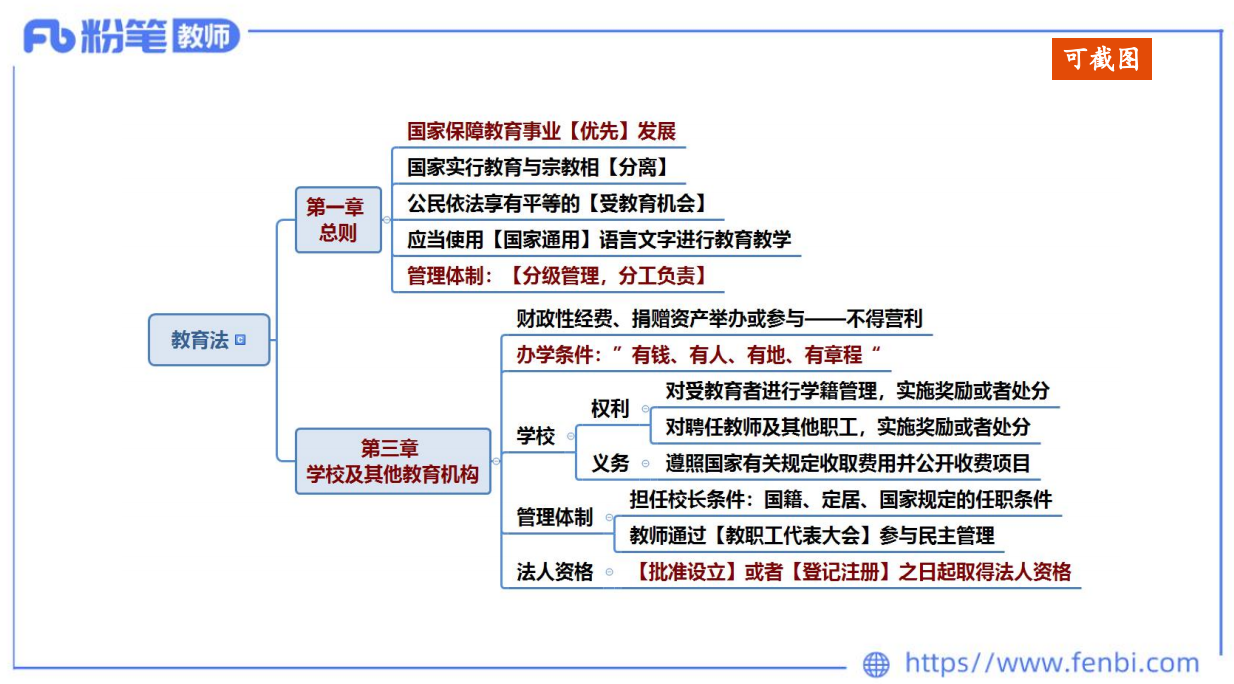 粉笔教师
可截图
国家保障教育事业【优先】发展
国家实行教育与宗教相【分离】
公民依法享有平等的【受教育机会】
应当使用【国家通用】语言文字进行教育教学
管理体制：【分级管理，分工负责】
第一章
总则
教育法
财政性经费、捐赠资产举办或参与——不得营利
办学条件：”有钱、有人、有地、有章程“
学校
权利
对受教育者进行学籍管理，实施奖励或者处分
对聘任教师及其他职工，实施奖励或者处分
义务
遵照国家有关规定收取费用并公开收费项目
第三章
学校及其他教育机构
管理体制
担任校长条件：国籍、定居、国家规定的任职条件
教师通过【教职工代表大会】参与民主管理
法人资格
【批准设立】或者【登记注册】之日起取得法人资格
https//www.fenbi.com